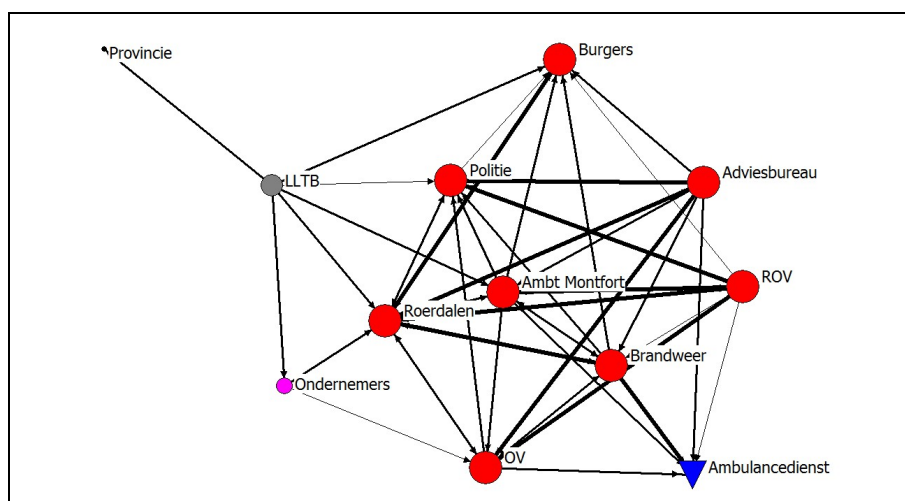 Burgers
Provincie
Politie
Adviesbureau
LLTB
ROV
Ambt Montfort
Roerdalen
Brandweer
Ondernemers
OV
Ambulancedienst